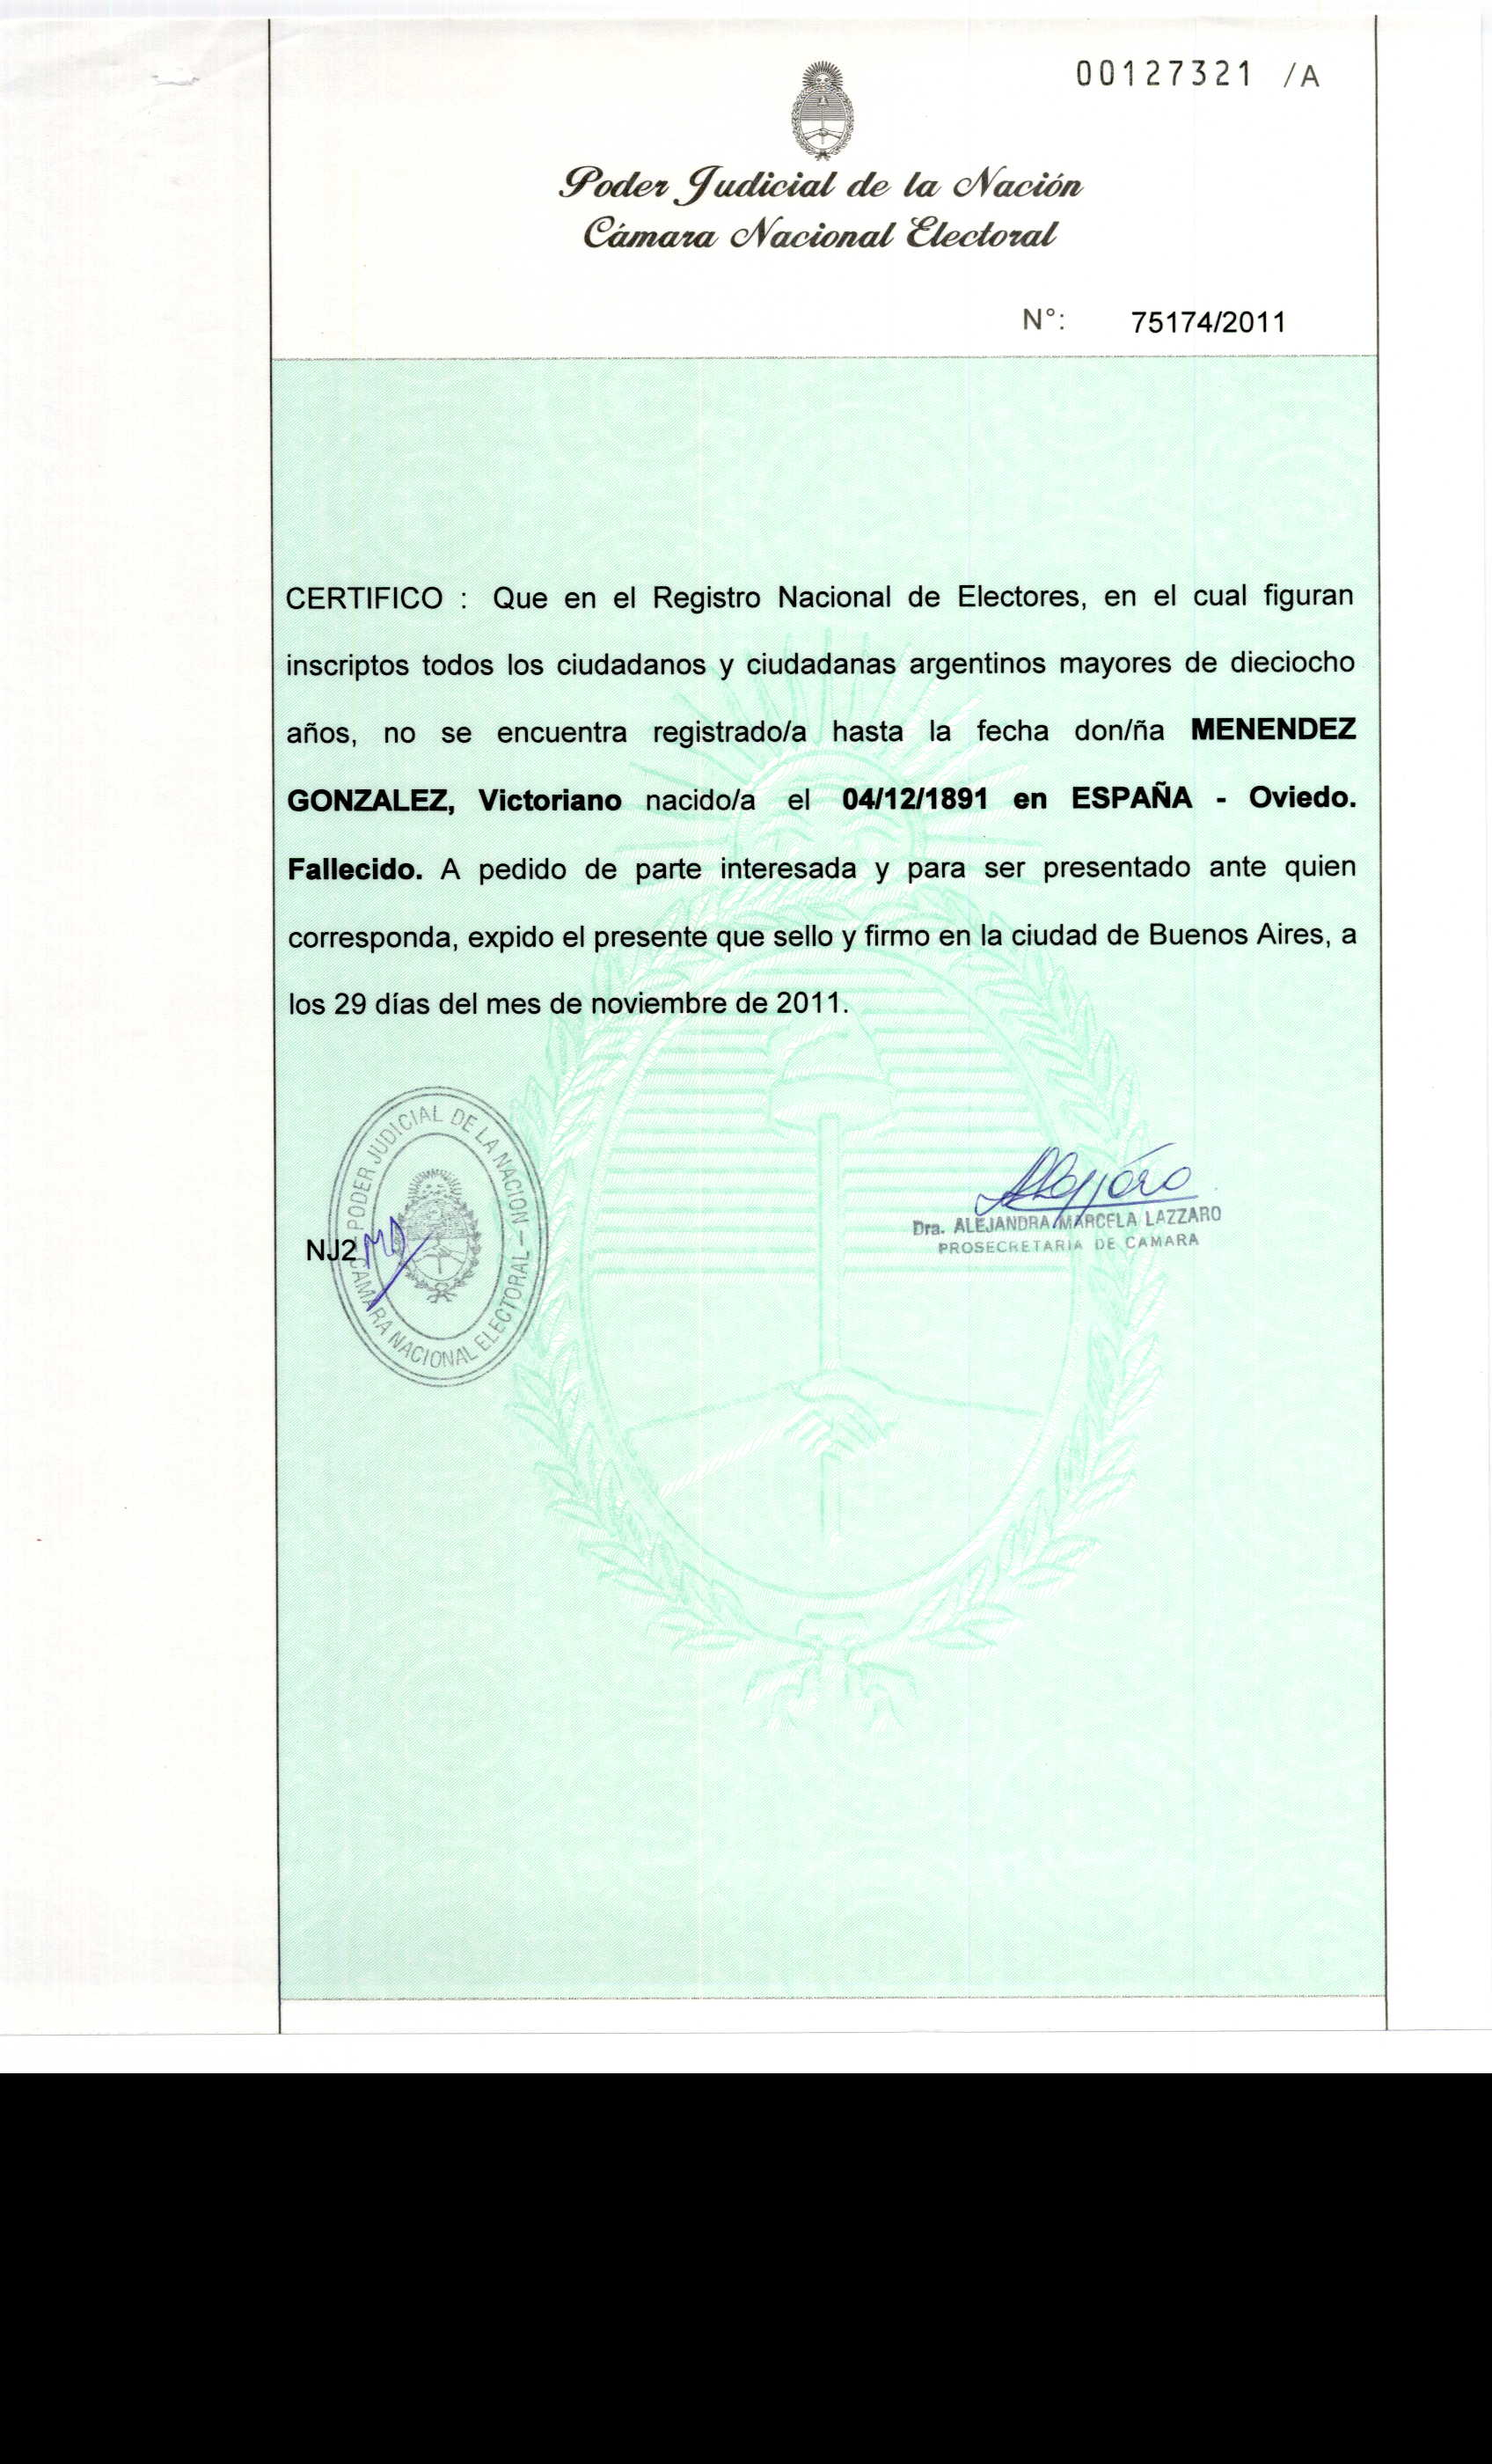 00127321 /A
Poder Judicial de la Nación
Cámara Nacional Electoral
N°: 75174/2011
CERTIFICO : Que en el Registro Nacional de Electores, en el cual figuran
inscriptos todos los ciudadanos y ciudadanas argentinos mayores de dieciocho
años, no se encuentra registrado/a hasta la fecha don/ña MENENDEZ
GONZALEZ, Victoriano nacido/a el 04/12/1891 en ESPAÑA - Oviedo.
Fallecido. A pedido de parte interesada y para ser presentado ante quien
corresponda, expido el presente que sello y firmo en la ciudad de Buenos Aires, a
los 29 días del mes de noviembre de 2011.
PODER JUDICIAL DE LA NACION –
CAMARA NACIONAL ELECTORAL
NJ2
Dra. ALEJANDRA MARCELA LAZZARO
PROSECRETARIA DE CAMARA